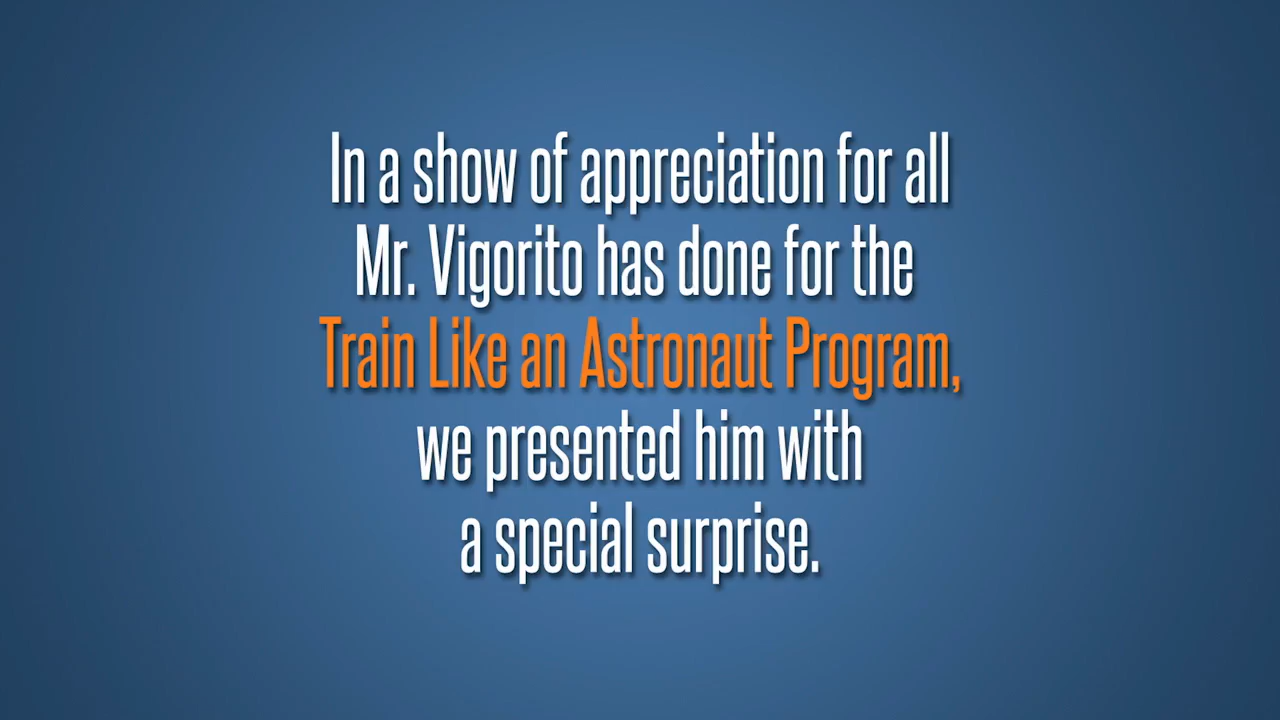 In a show of appreciation for all
Mr. Vigorito has done for the
Train Like an Astronaut Program,
we presented him with
a special surprise.